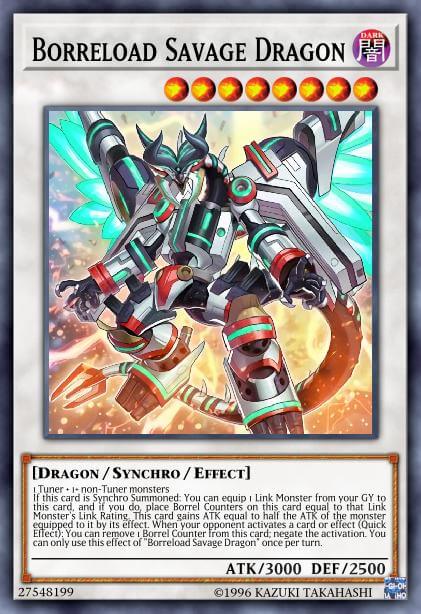 BORRELOAD SAVAGE DRAGON
DARK
闇
[DRAGON / SYNCHRO / EFFECT]
1 Tuner + 1+ non-Tuner monsters
If this card is Synchro Summoned: You can equip 1 Link Monster from your GY to
this card, and if you do, place Borrel Counters on this card equal to that Link
Monster's Link Rating. This card gains ATK equal to half the ATK of the monster
equipped to it by its effect. When your opponent activates a card or effect (Quick
Effect): You can remove 1 Borrel Counter from this card; negate the activation. You
can only use this effect of "Borreload Savage Dragon" once per turn.
ATK/3000 DEF/2500
27548199
©1996 KAZUKI TAKAHASHI